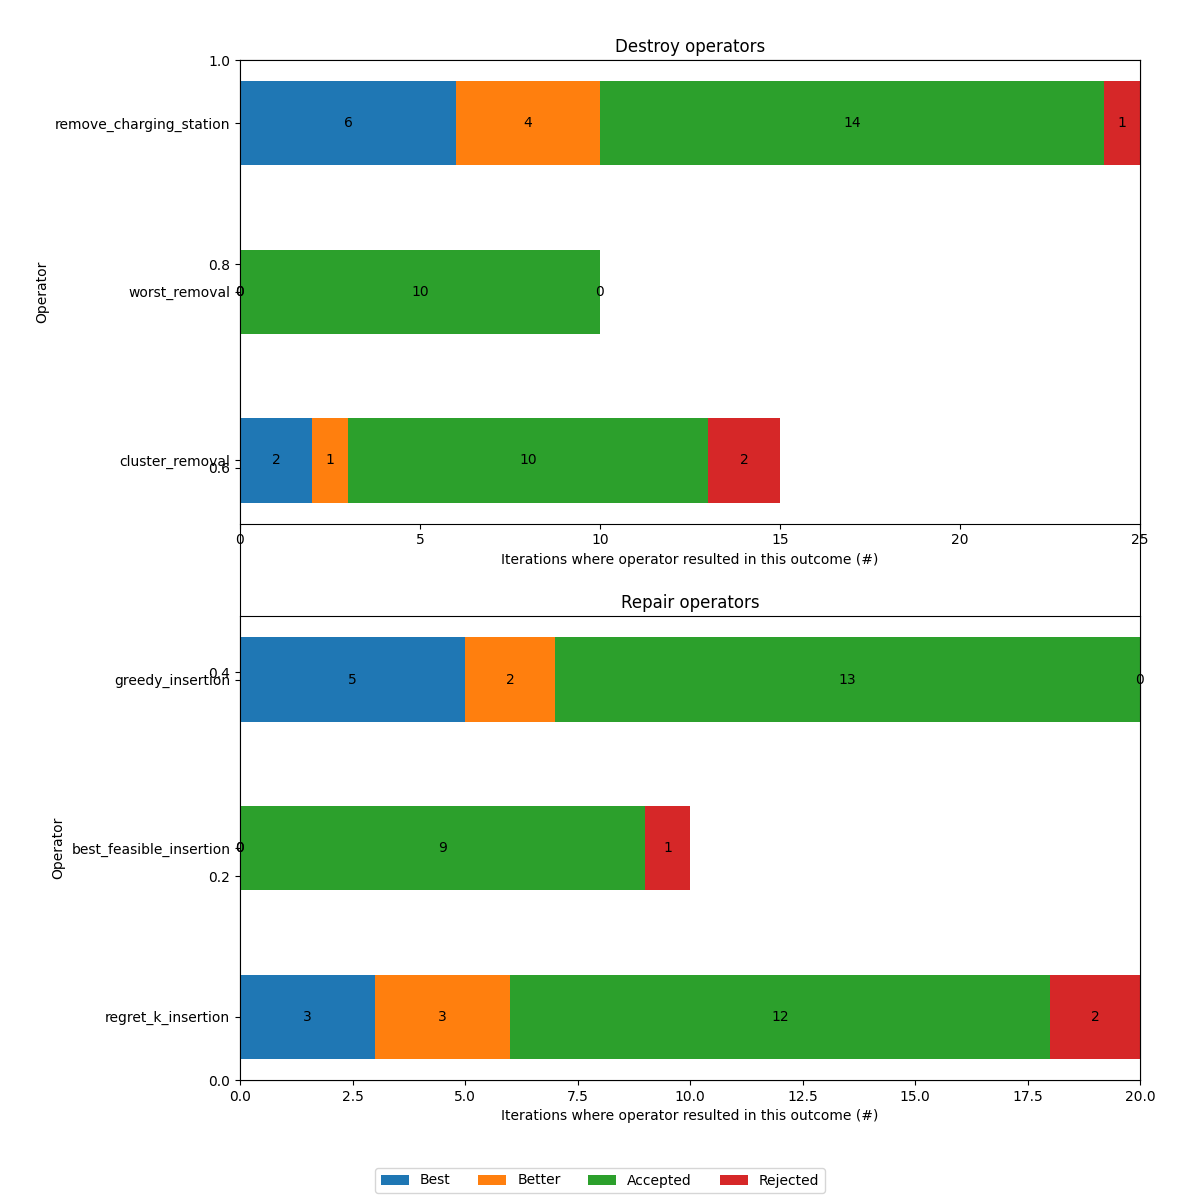 Destroy operators
1.0
remove_charging_station 6 4 14 1
0.8
worst_removal 0 0 10 0
Operator
cluster_removal 2 1 10 2
0.6
0 5 10 15 20 25
Iterations where operator resulted in this outcome (#)
Repair operators
0.4
greedy_insertion 5 2 13 0
best_feasible_insertion 0 0 9 1
Operator
0.2
regret_k_insertion 3 3 12 2
0.0
0.0 2.5 5.0 7.5 10.0 12.5 15.0 17.5 20.0
Iterations where operator resulted in this outcome (#)
Best Better Accepted Rejected